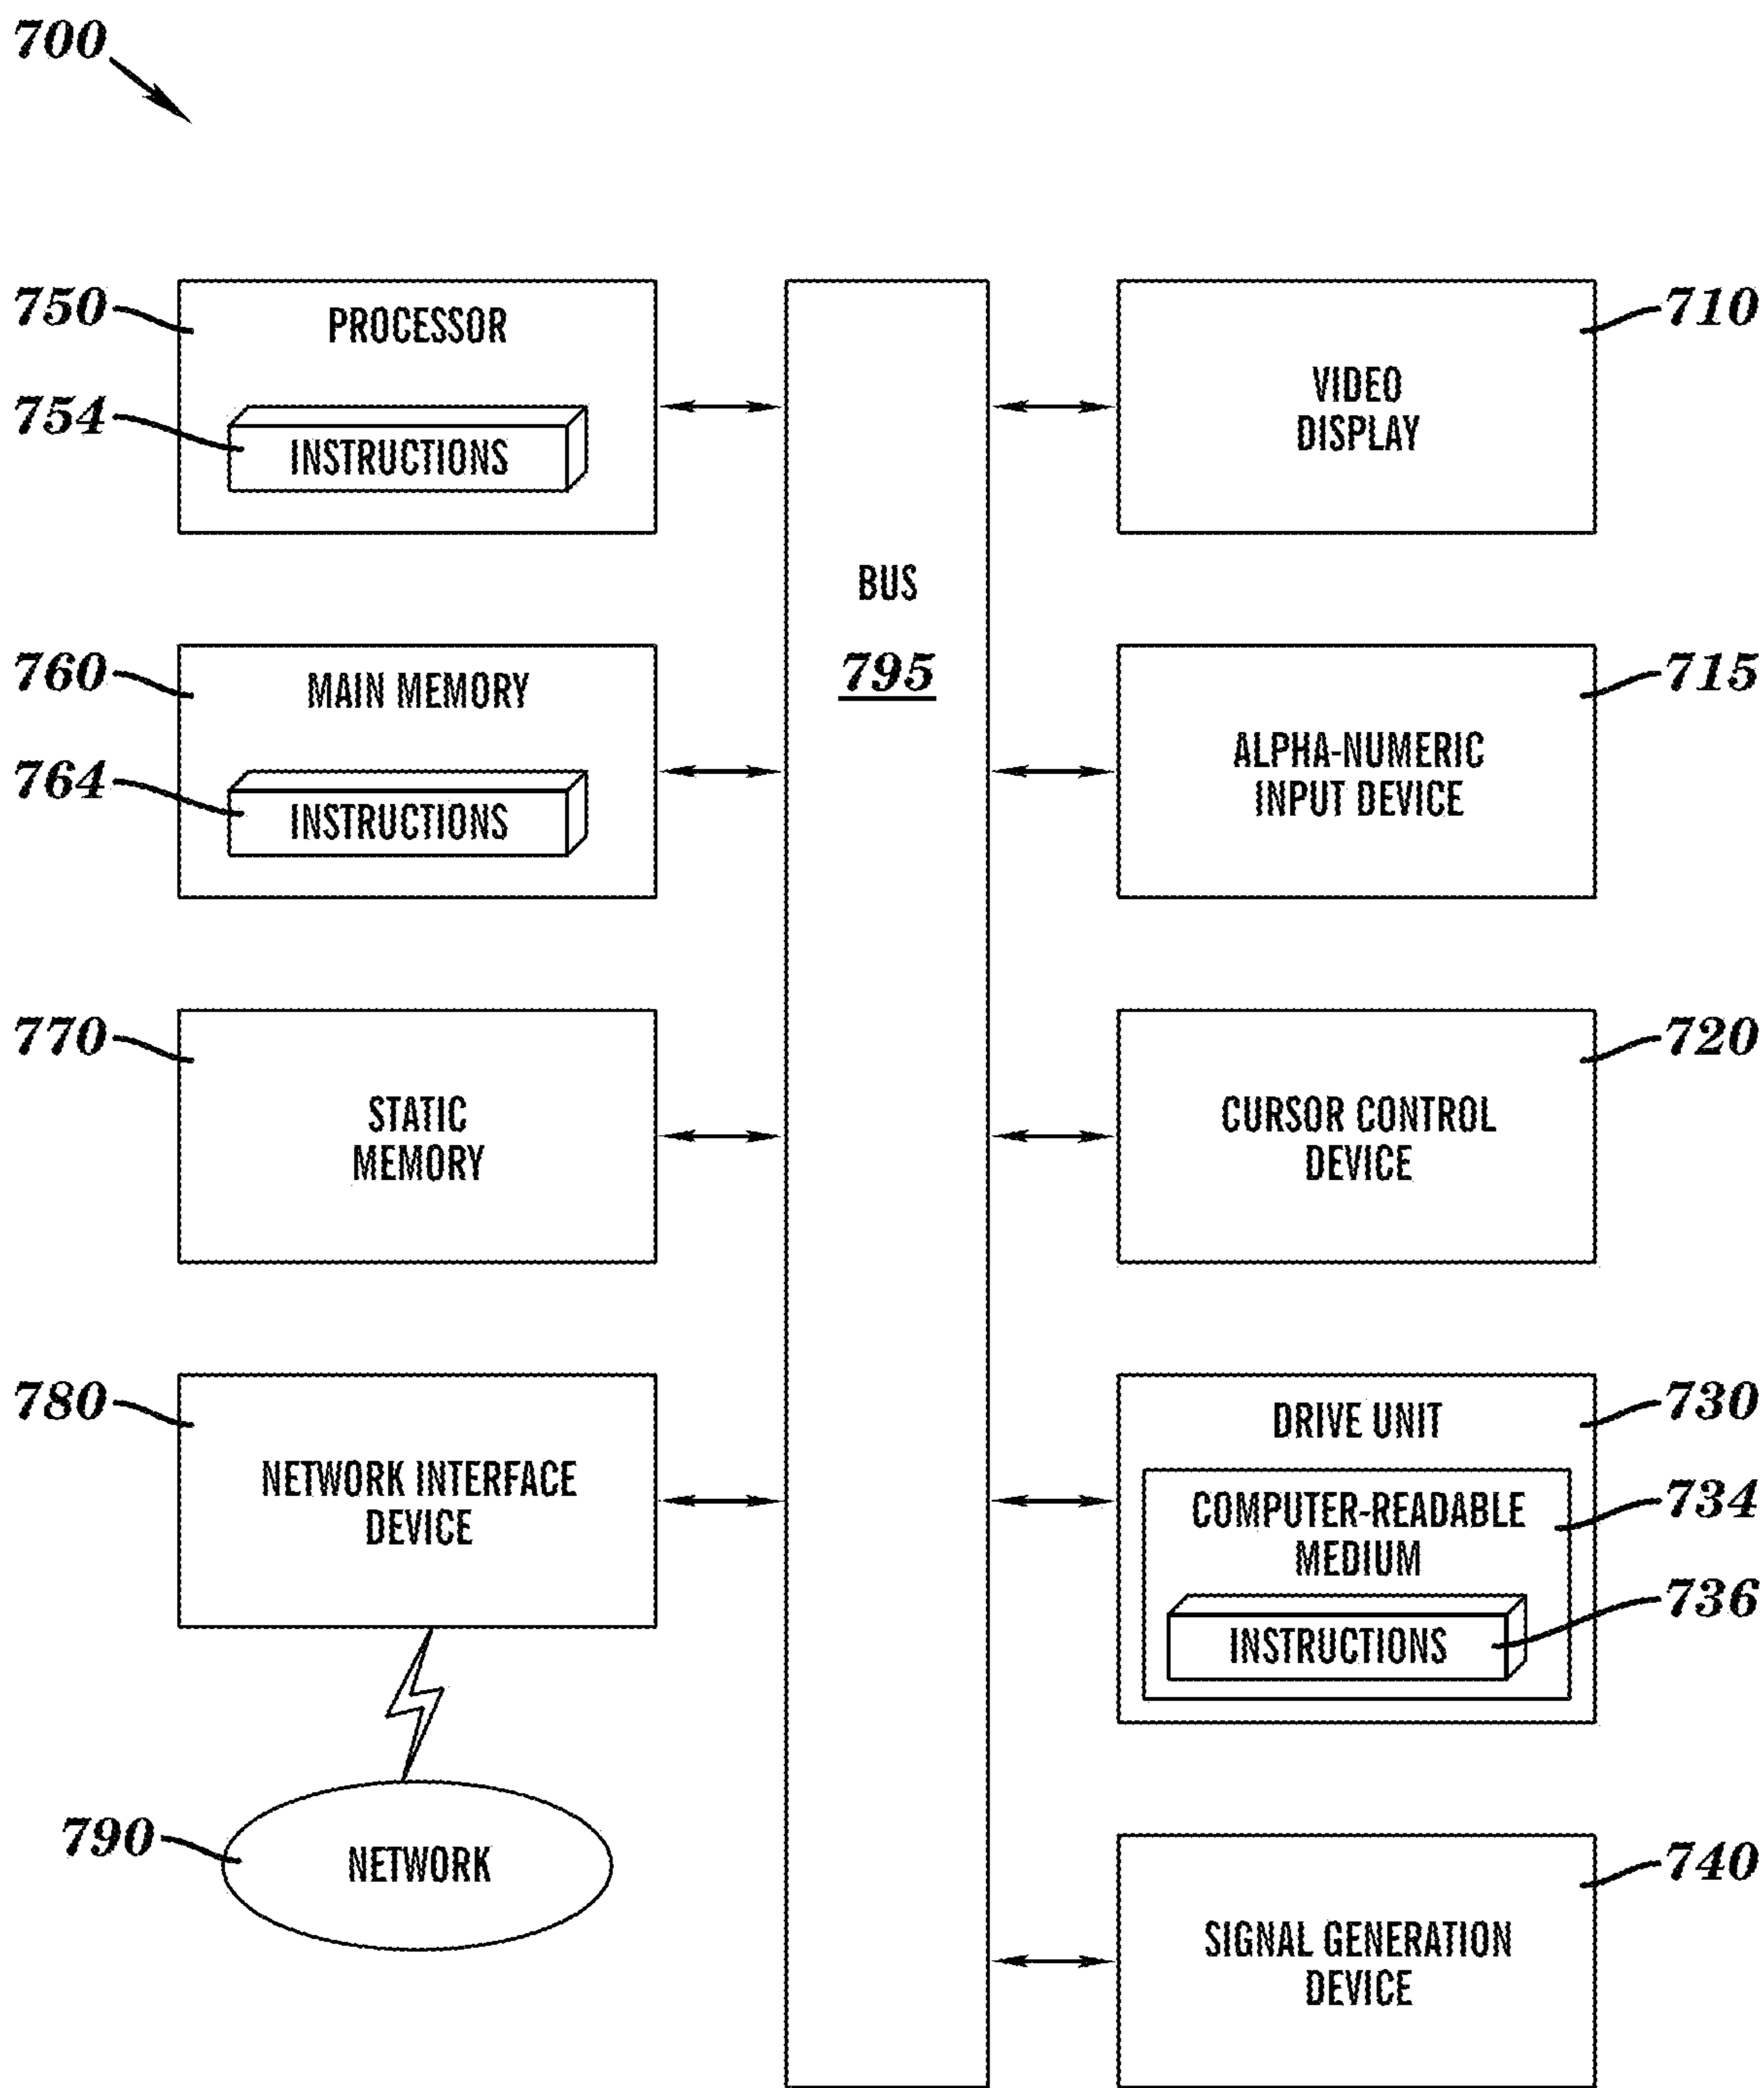 700
750
PROCESSOR
754
INSTRUCTIONS
760
MAIN MEMORY
764
INSTRUCTIONS
770
STATIC
MEMORY
780
NETWORK INTERFACE
DEVICE
790
NETWORK
BUS
795
710
VIDEO
DISPLAY
715
ALPHA-NUMERIC
INPUT DEVICE
720
CURSOR CONTROL
DEVICE
730
DRIVE UNIT
734
COMPUTER-READABLE
MEDIUM
736
INSTRUCTIONS
740
SIGNAL GENERATION
DEVICE